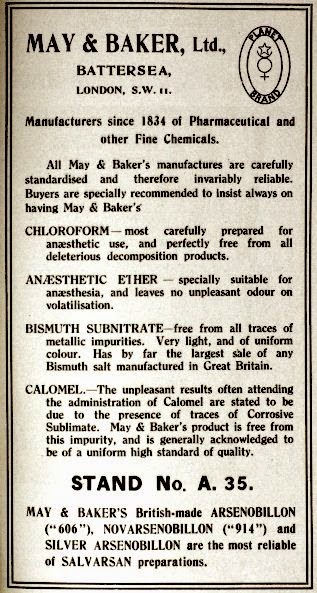 MAY & BAKER, Ltd.,
PLANET
BRAND
BATTERSEA,
LONDON, S.W. 11.
Manufacturers since 1834 of Pharmaceutical and
other Fine Chemicals.
All May & Baker's manufactures are carefully
standardised and therefore invariably reliable.
Buyers are specially recommended to insist always on
having May & Baker's
CHLOROFORM—most carefully prepared for
anæsthetic use, and perfectly free from all
deleterious decomposition products.
ANÆSTHETIC ETHER — specially suitable for
anæsthesia, and leaves no unpleasant odour on
volatilisation.
BISMUTH SUBNITRATE—free from all traces of
metallic impurities. Very light, and of uniform
colour. Has by far the largest sale of any
Bismuth salt manufactured in Great Britain.
CALOMEL.—The unpleasant results often attending
the administration of Calomel are stated to be
due to the presence of traces of Corrosive
Sublimate. May & Baker's product is free from
this impurity, and is generally acknowledged to
be of a uniform high standard of quality.
STAND No. A. 35.
MAY & BAKER'S British-made ARSENOBILLON
("606"), NOVARSENOBILLON ("914") and
SILVER ARSENOBILLON are the most reliable
of SALVARSAN preparations.